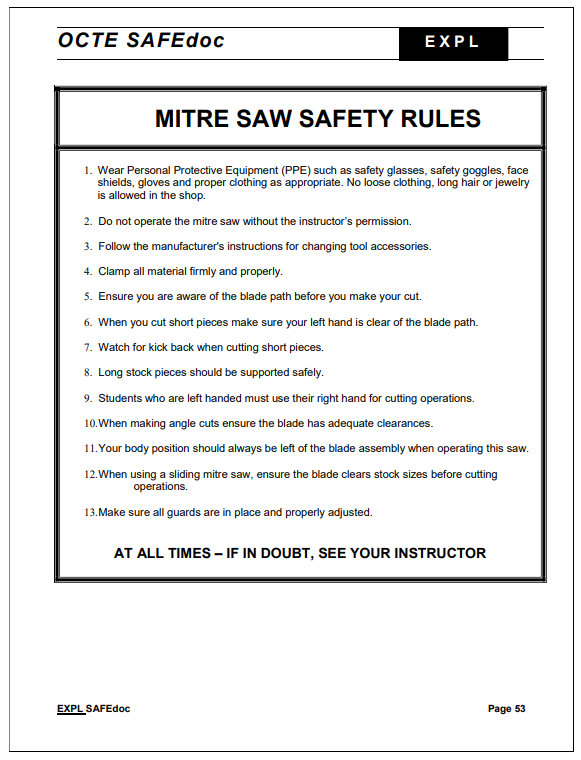 OCTE SAFEdoc
EXPL
MITRE SAW SAFETY RULES
1. Wear Personal Protective Equipment (PPE) such as safety glasses, safety goggles, face
shields, gloves and proper clothing as appropriate. No loose clothing, long hair or jewelry
is allowed in the shop.
2. Do not operate the mitre saw without the instructor's permission.
3. Follow the manufacturer's instructions for changing tool accessories.
4. Clamp all material firmly and properly.
5. Ensure you are aware of the blade path before you make your cut.
6. When you cut short pieces make sure your left hand is clear of the blade path.
7. Watch for kick back when cutting short pieces.
8. Long stock pieces should be supported safely.
9. Students who are left handed must use their right hand for cutting operations.
10.When making angle cuts ensure the blade has adequate clearances.
11.Your body position should always be left of the blade assembly when operating this saw.
12.When using a sliding mitre saw, ensure the blade clears stock sizes before cutting
operations.
13.Make sure all guards are in place and properly adjusted.
AT ALL TIMES – IF IN DOUBT, SEE YOUR INSTRUCTOR
EXPL SAFEdoc
Page 53